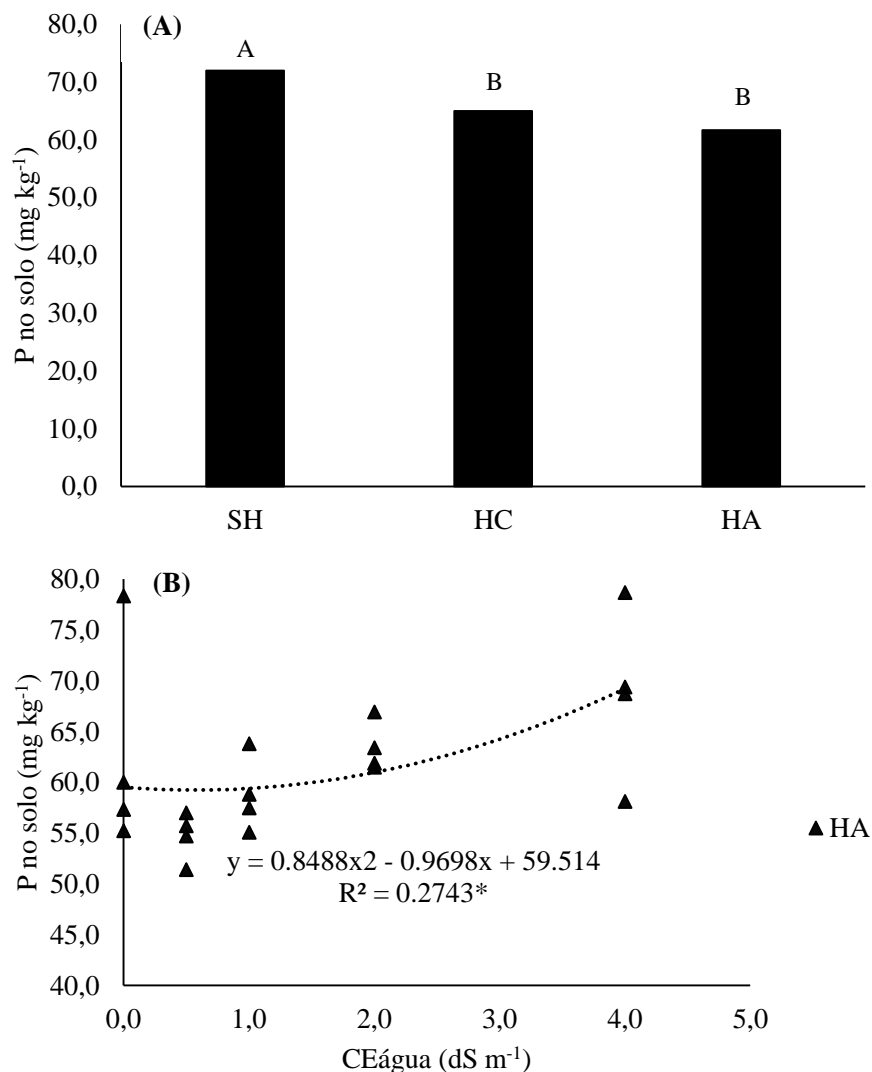 (A)
P no solo (mg kg-1)
80,0
70,0
60,0
50,0
40,0
30,0
20,0
10,0
0,0
A
B
B
SH HC HA
(B)
P no solo (mg kg-1)
80,0
75,0
70,0
65,0
60,0
55,0
50,0
45,0
40,0
y = 0.8488x2 - 0.9698x + 59.514
R² = 0.2743*
HA
0,0 1,0 2,0 3,0 4,0 5,0
CEágua (dS m-1)